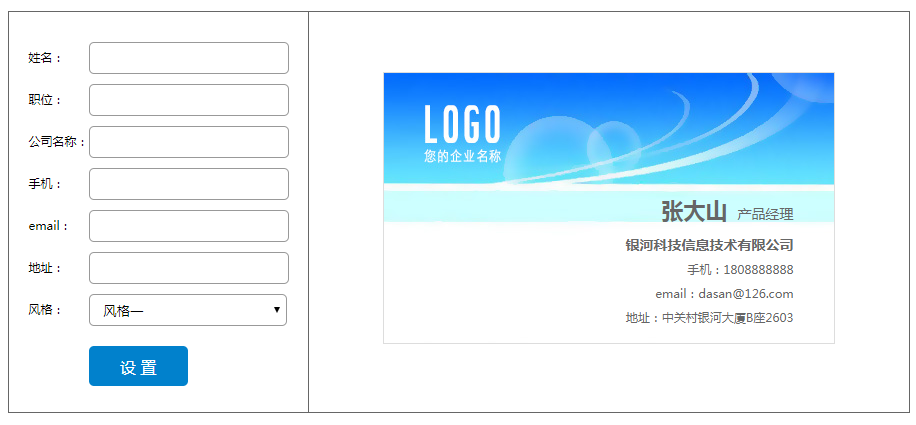 姓名：
职位：
公司名称：
手机：
email：
地址：
风格：
风格一
设 置
LOGO
您的企业名称
张大山 产品经理
银河科技信息技术有限公司
手机：1808888888
email：dasan@126.com
地址：中关村银河大厦B座2603